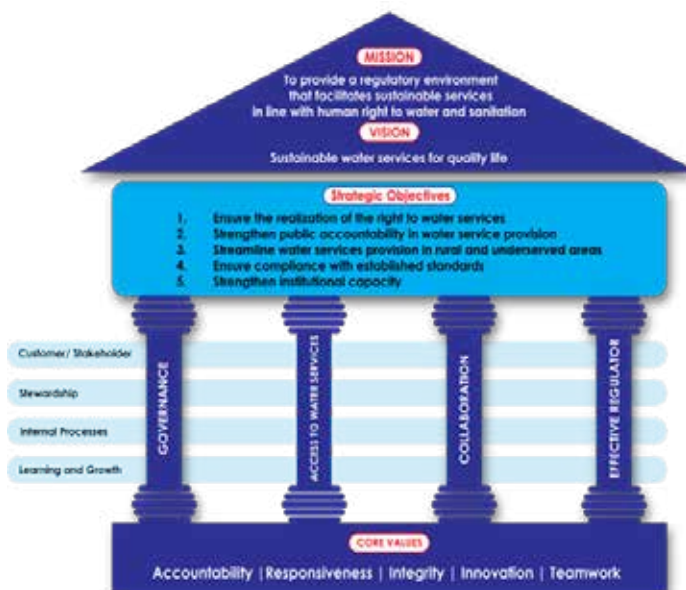 MISSION
To provide a regulatory environment
that facilitates sustainable services
in line with human right to water and sanitation
VISION
Sustainable water services for quality life
Strategic Objectives
1. Ensure the realization of the right to water services
2. Strengthen public accountability in water service provision
3. Streamline water services provision in rural and underserved areas
4. Ensure compliance with established standards
5. Strengthen institutional capacity
Customer/ Stakeholder
Stewardship
Internal Processes
Learning and Growth
GOVERNANCE
ACCESS TO WATER SERVICES
COLLABORATION
EFFECTIVE REGULATOR
CORE VALUES
Accountability | Responsiveness | Integrity | Innovation | Teamwork